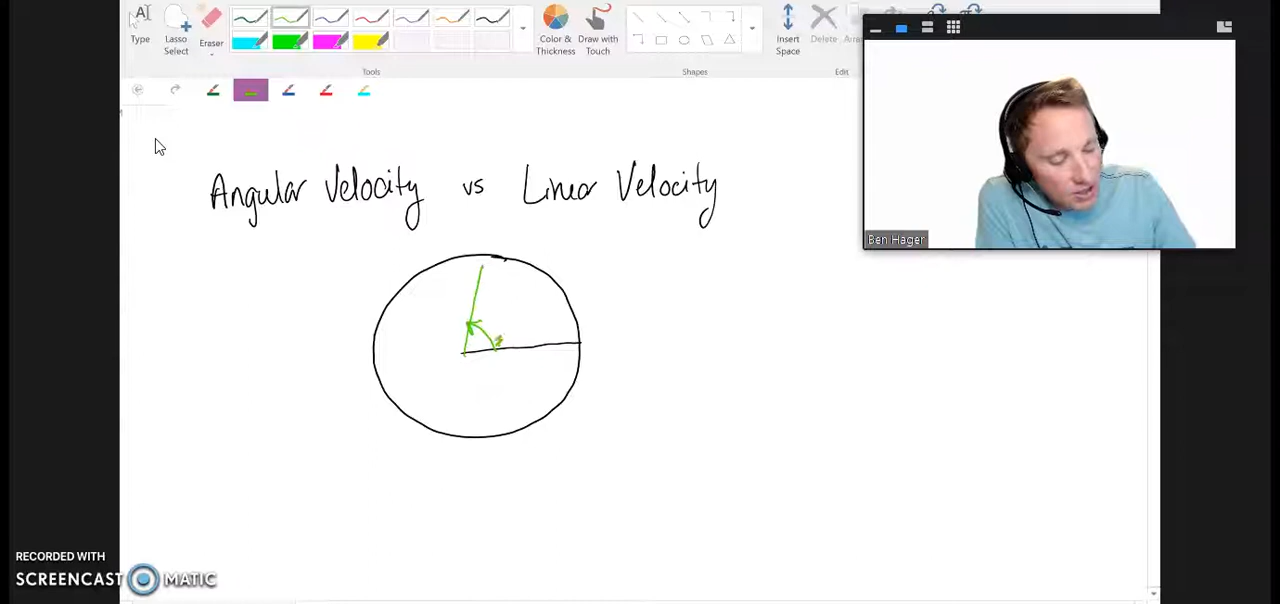 Type
Lasso
Select
Eraser
Color &
Thickness
Draw with
Touch
Insert
Space
Delete
Tools
Shapes
Edit
Ben Hager
Angular Velocity vs Linear Velocity
RECORDED WITH
SCREENCAST MATIC